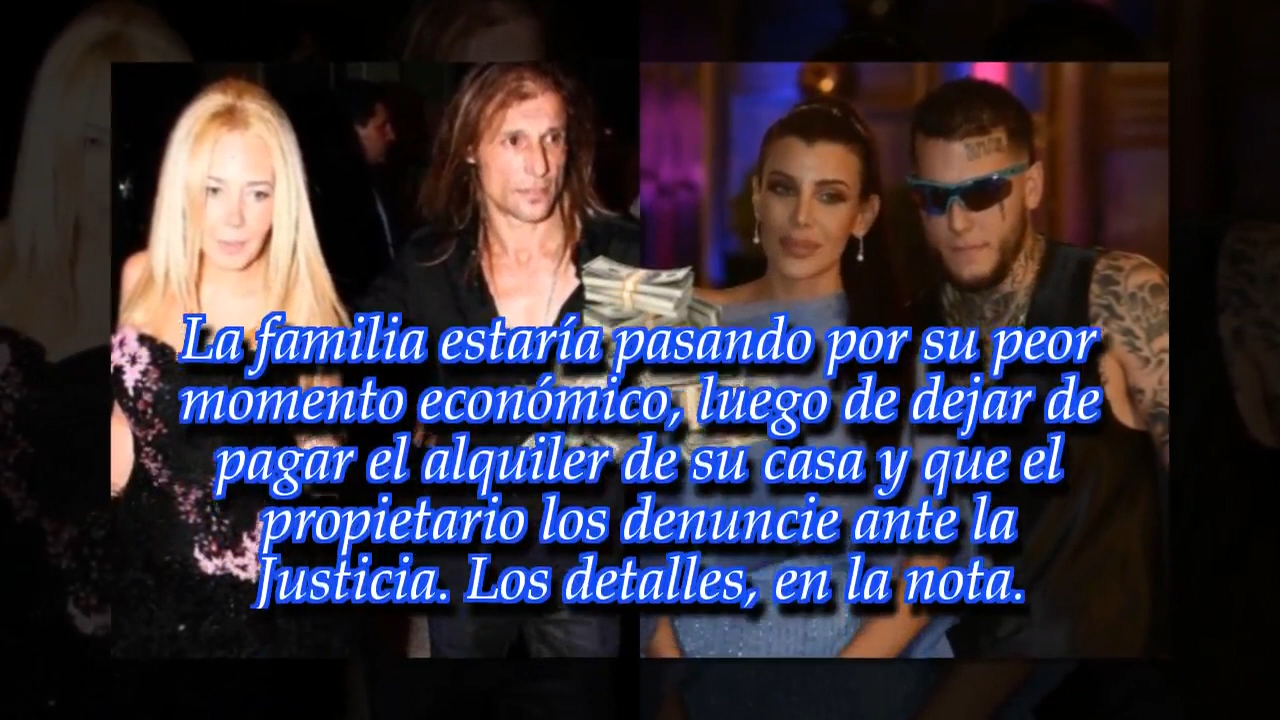 La familia estaría pasando por su peor
momento económico, luego de dejar de
pagar el alquiler de su casa y que el
propietario los denuncie ante la
Justicia. Los detalles, en la nota.